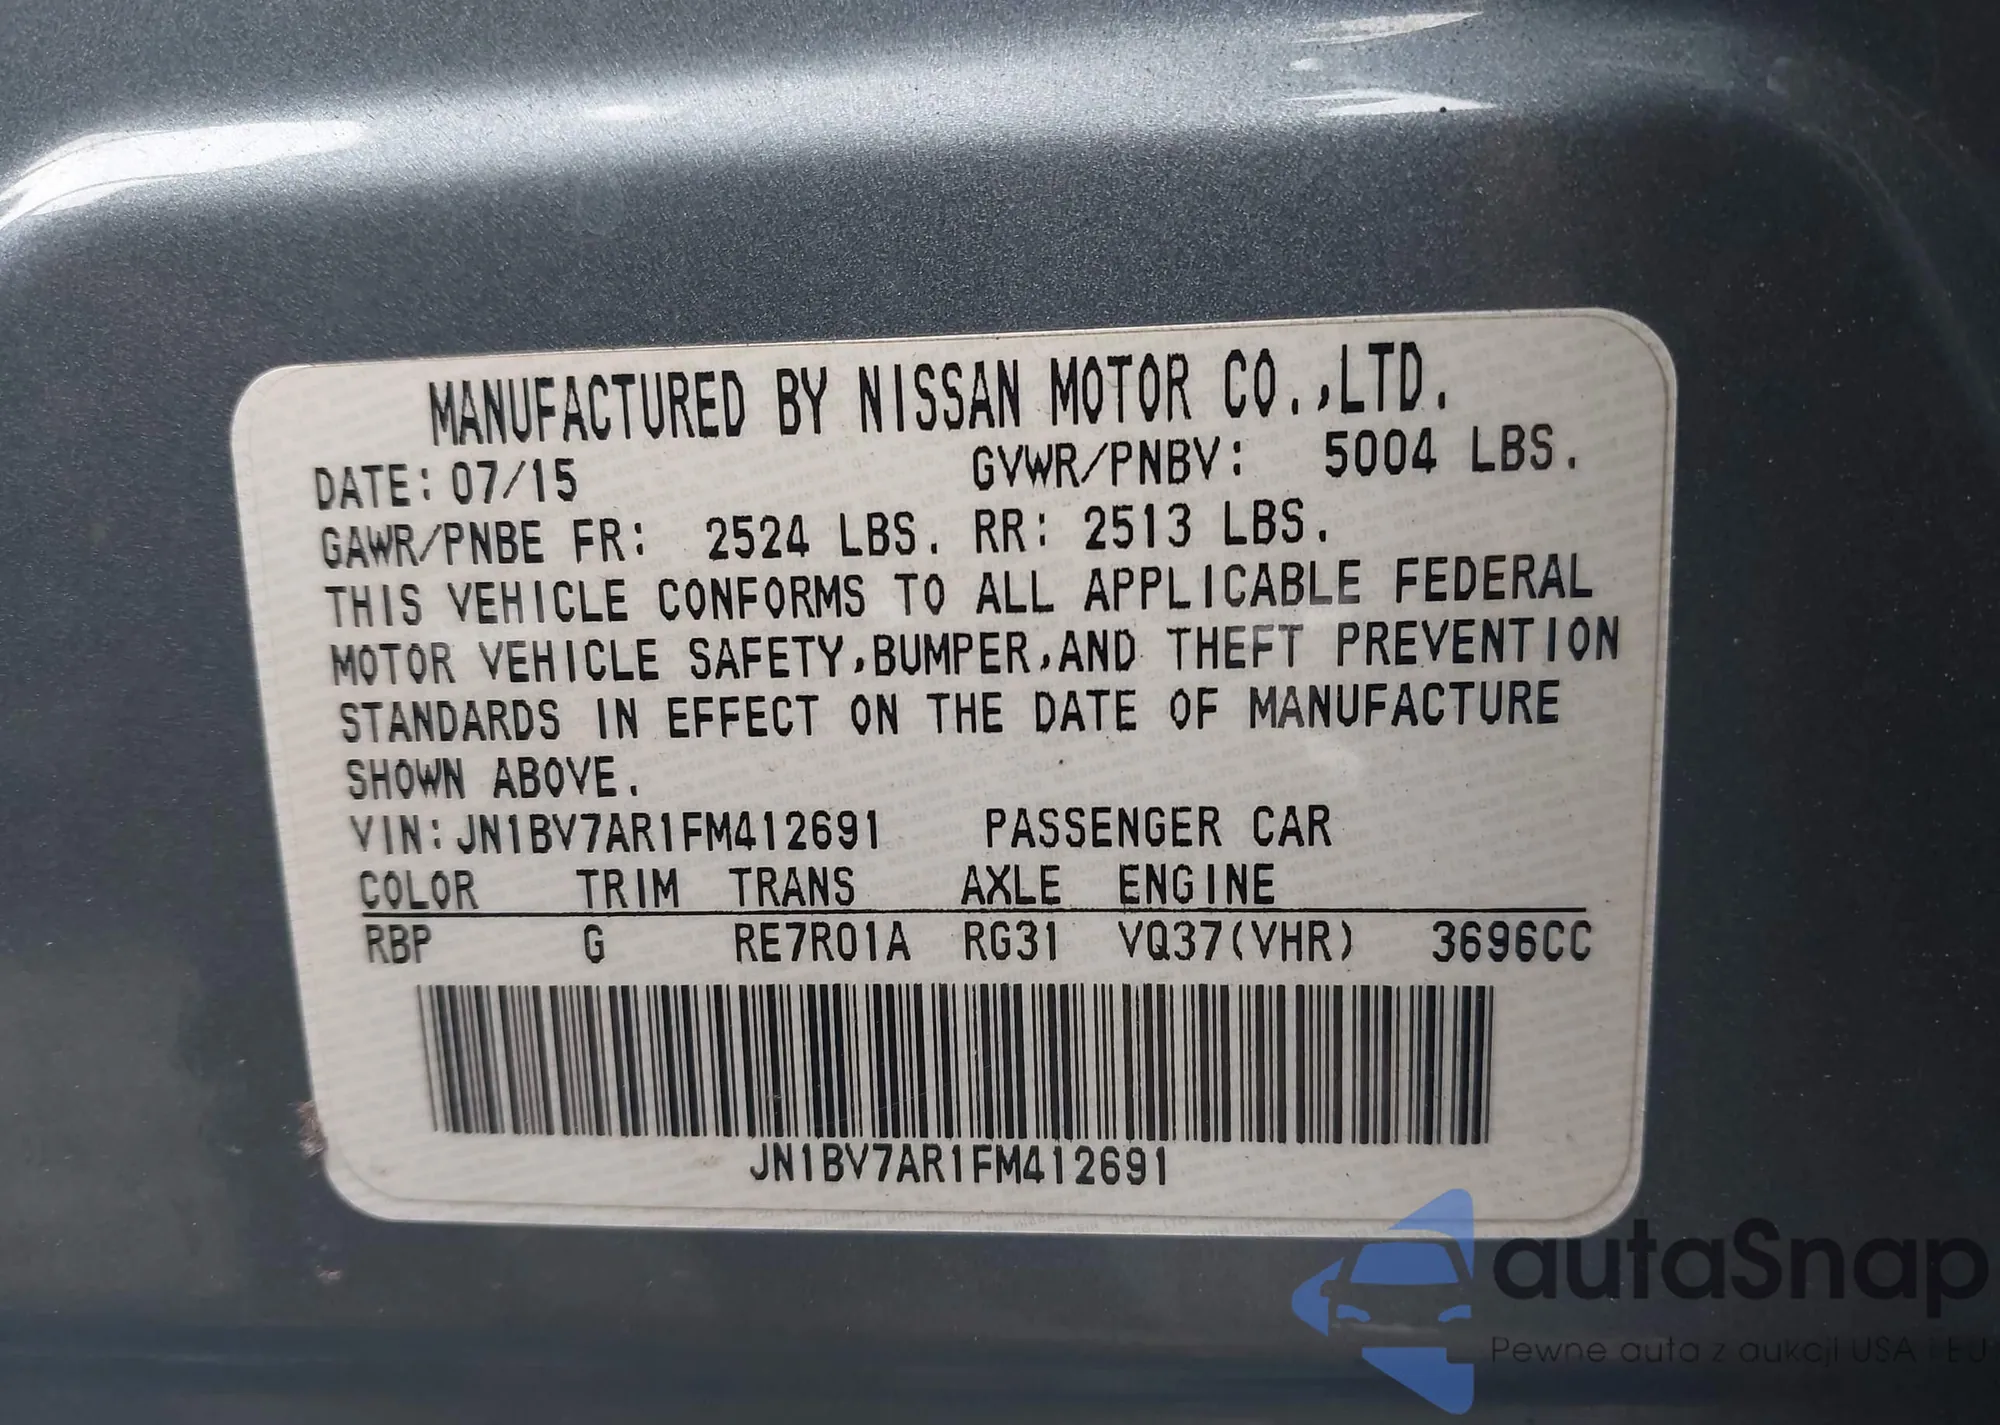 MANUFACTURED BY NISSAN MOTOR CO.,LTD.
DATE: 07/15 GVWR/PNBV: 5004 LBS.
GAWR/PNBE FR: 2524 LBS. RR: 2513 LBS.
THIS VEHICLE CONFORMS TO ALL APPLICABLE FEDERAL
MOTOR VEHICLE SAFETY,BUMPER,AND THEFT PREVENTION
STANDARDS IN EFFECT ON THE DATE OF MANUFACTURE
SHOWN ABOVE.
VIN: JN1BV7AR1FM412691 PASSENGER CAR
COLOR TRIM TRANS AXLE ENGINE
RBP G RE7R01A RG31 VQ37(VHR) 3696CC
JN1BV7AR1FM412691
autaSnap
Pewne auta z aukcji USA i EU